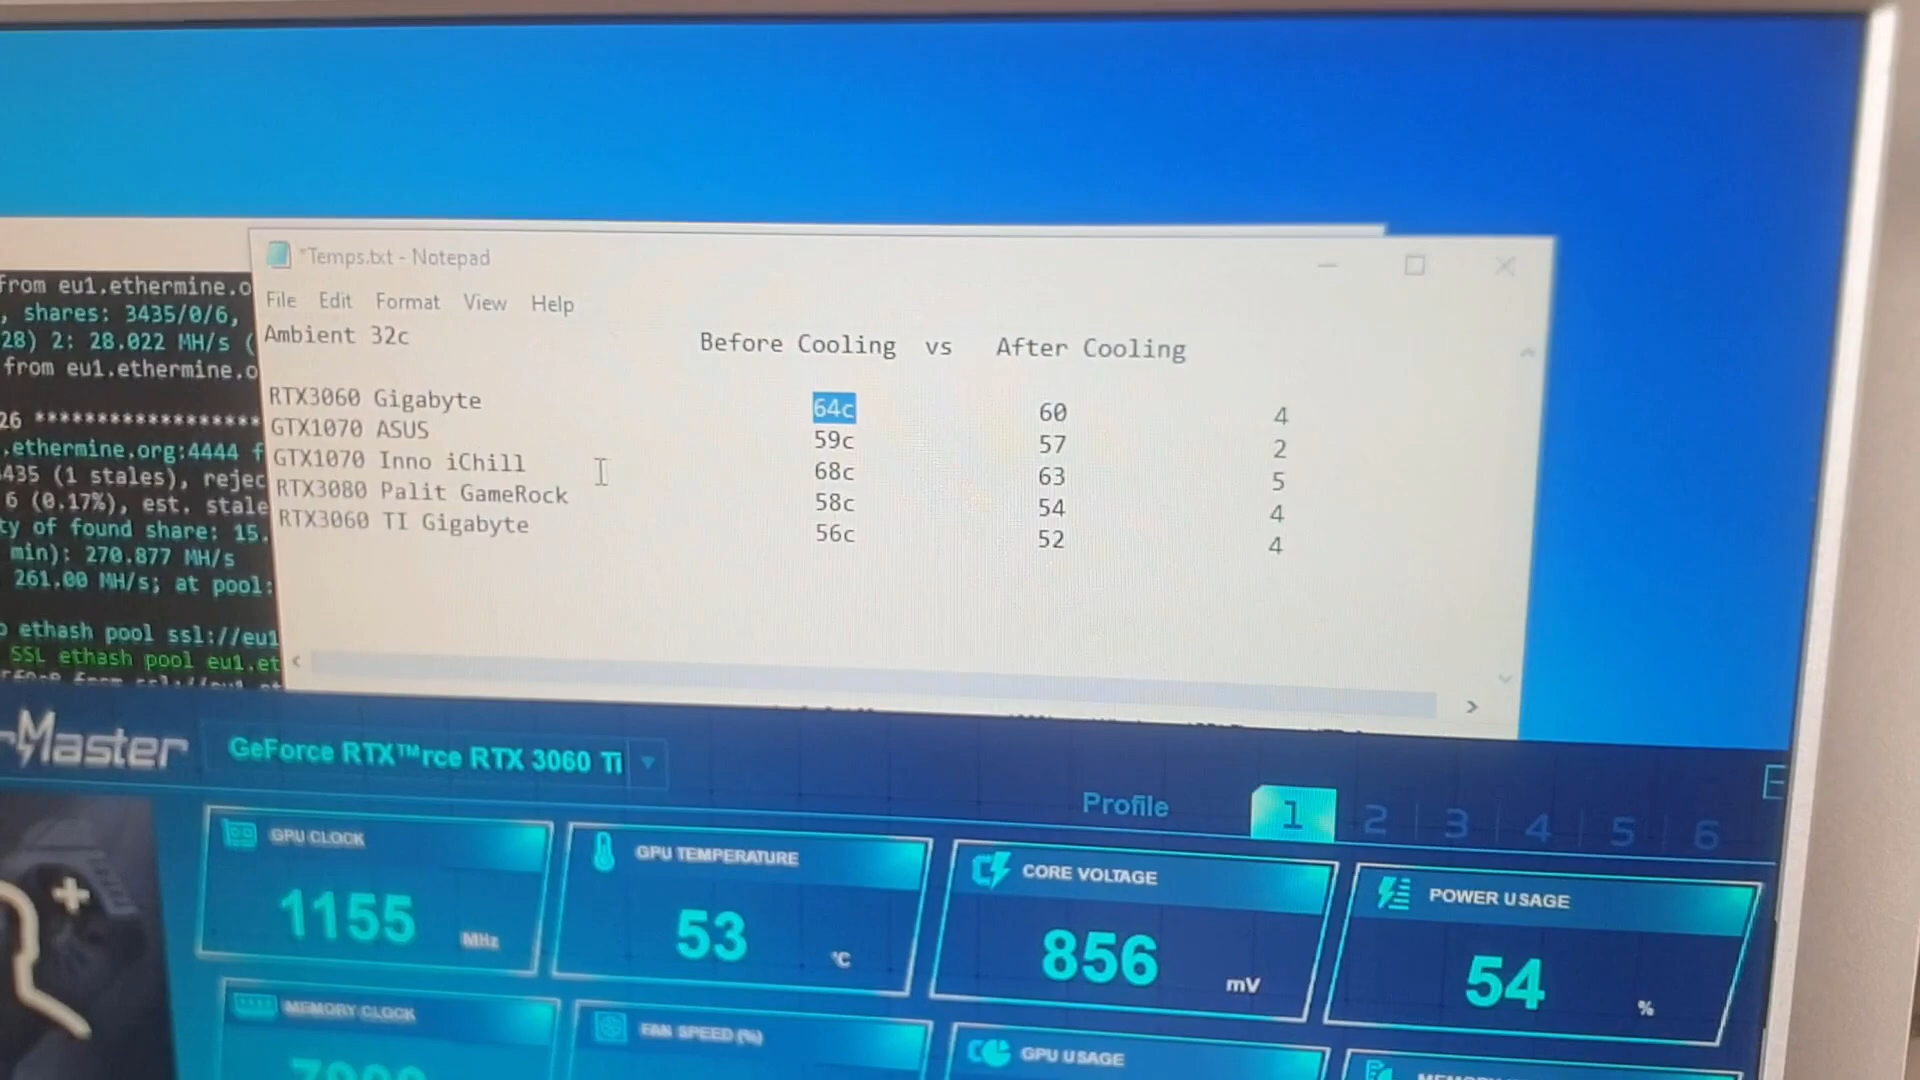 *Temps.txt - Notepad
File Edit Format View Help
Ambient 32c
Before Cooling vs After Cooling
RTX3060 Gigabyte 64c 60 4
GTX1070 ASUS 59c 57 2
GTX1070 Inno iChill 68c 63 5
RTX3080 Palit GameRock 58c 54 4
RTX3060 TI Gigabyte 56c 52 4
from eu1.ethermine.o
, shares: 3435/0/6,
28) 2: 28.022 MH/s (
from eu1.ethermine.o
26 ******************
.ethermine.org:4444 f
435 (1 stales), rejec
6 (0.17%), est. stale
ty of found share: 15.
min): 270.877 MH/s
261.00 MH/s; at pool:
o ethash pool ssl://eu1
SSL ethash pool eu1.et
Master
GeForce RTX™rce RTX 3060 Ti
Profile 1 2 3 4 5 6
GPU CLOCK
1155 MHz
GPU TEMPERATURE
53 °C
CORE VOLTAGE
856 mV
POWER USAGE
54 %
MEMORY CLOCK
FAN SPEED (%)
GPU USAGE